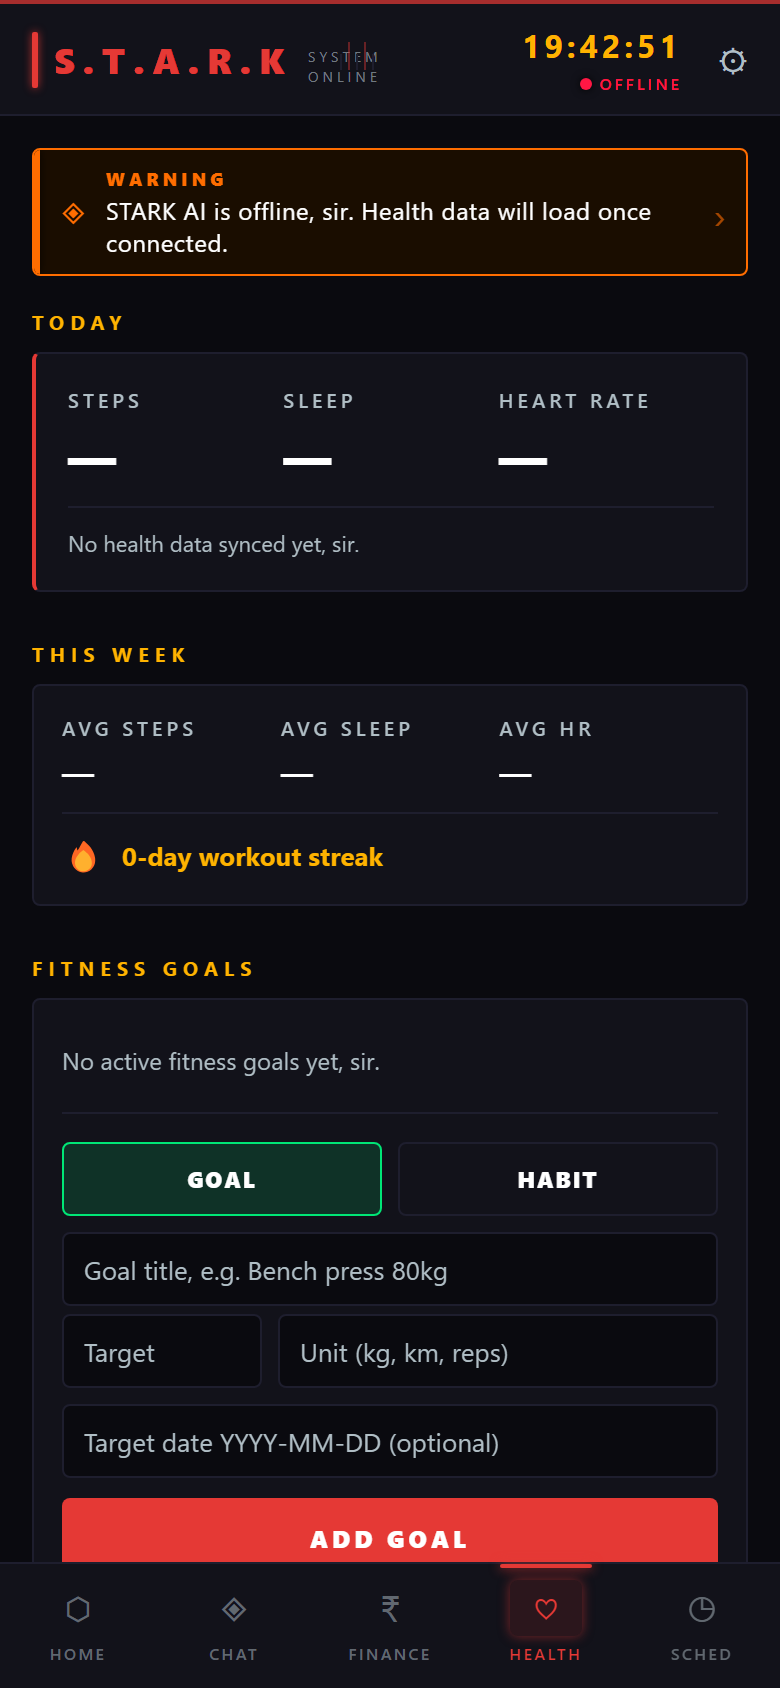 S.T.A.R.K
SYSTEM
ONLINE
19:42:51
OFFLINE
WARNING
STARK AI is offline, sir. Health data will load once
connected.
TODAY
STEPS SLEEP HEART RATE
— — —
No health data synced yet, sir.
THIS WEEK
AVG STEPS AVG SLEEP AVG HR
— — —
0-day workout streak
FITNESS GOALS
No active fitness goals yet, sir.
GOAL HABIT
Goal title, e.g. Bench press 80kg
Target Unit (kg, km, reps)
Target date YYYY-MM-DD (optional)
ADD GOAL
₹
HOME CHAT FINANCE HEALTH SCHED